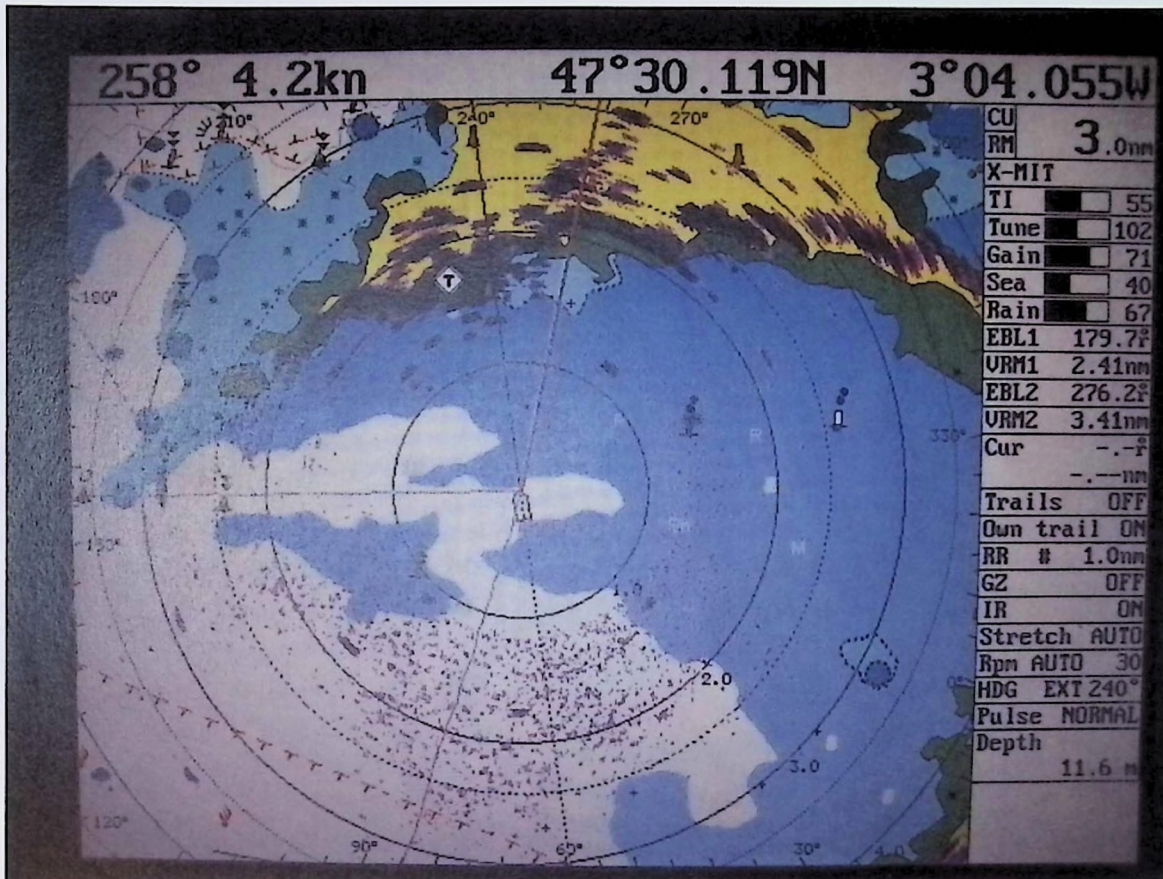 258° 4.2kn 47°30.119N 3°04.055W
210° 240° 270°
CU
RM 3.0nm
X-MIT
TI 55
Tune 102
Gain 71
Sea 40
Rain 67
EBL1 179.7°r
VRM1 2.41nm
EBL2 276.2°r
VRM2 3.41nm
Cur -.-°r
-.--nm
Trails OFF
Own trail ON
RR # 1.0nm
GZ OFF
IR ON
Stretch AUTO
Rpm AUTO 30
HDG EXT 240°
Pulse NORMAL
Depth
11.6 m
T
180°
330°
R
M
150°
2.0
3.0
120°
90° 60° 30° 4.0